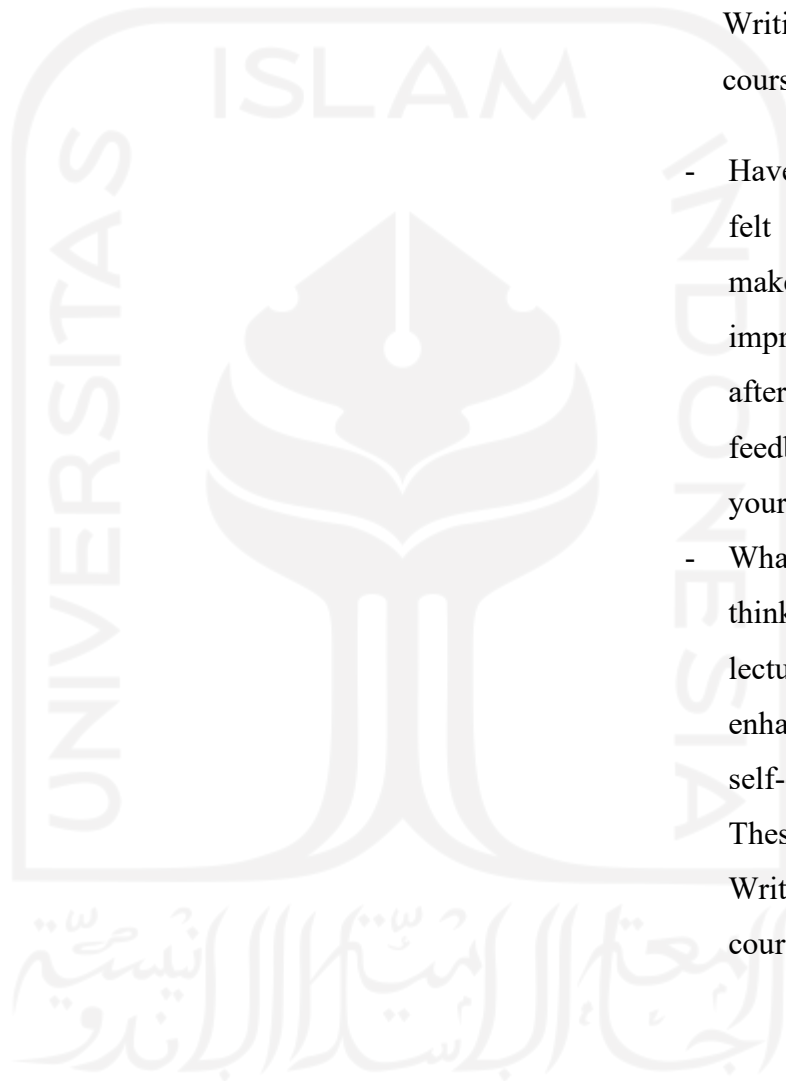 ISLAM
UNIVERSITAS
INDONESIA
Writi
cours
- Have
felt
make
impr
after
feedb
your
- Wha
think
lectu
enha
self-
Thes
Writ
cour